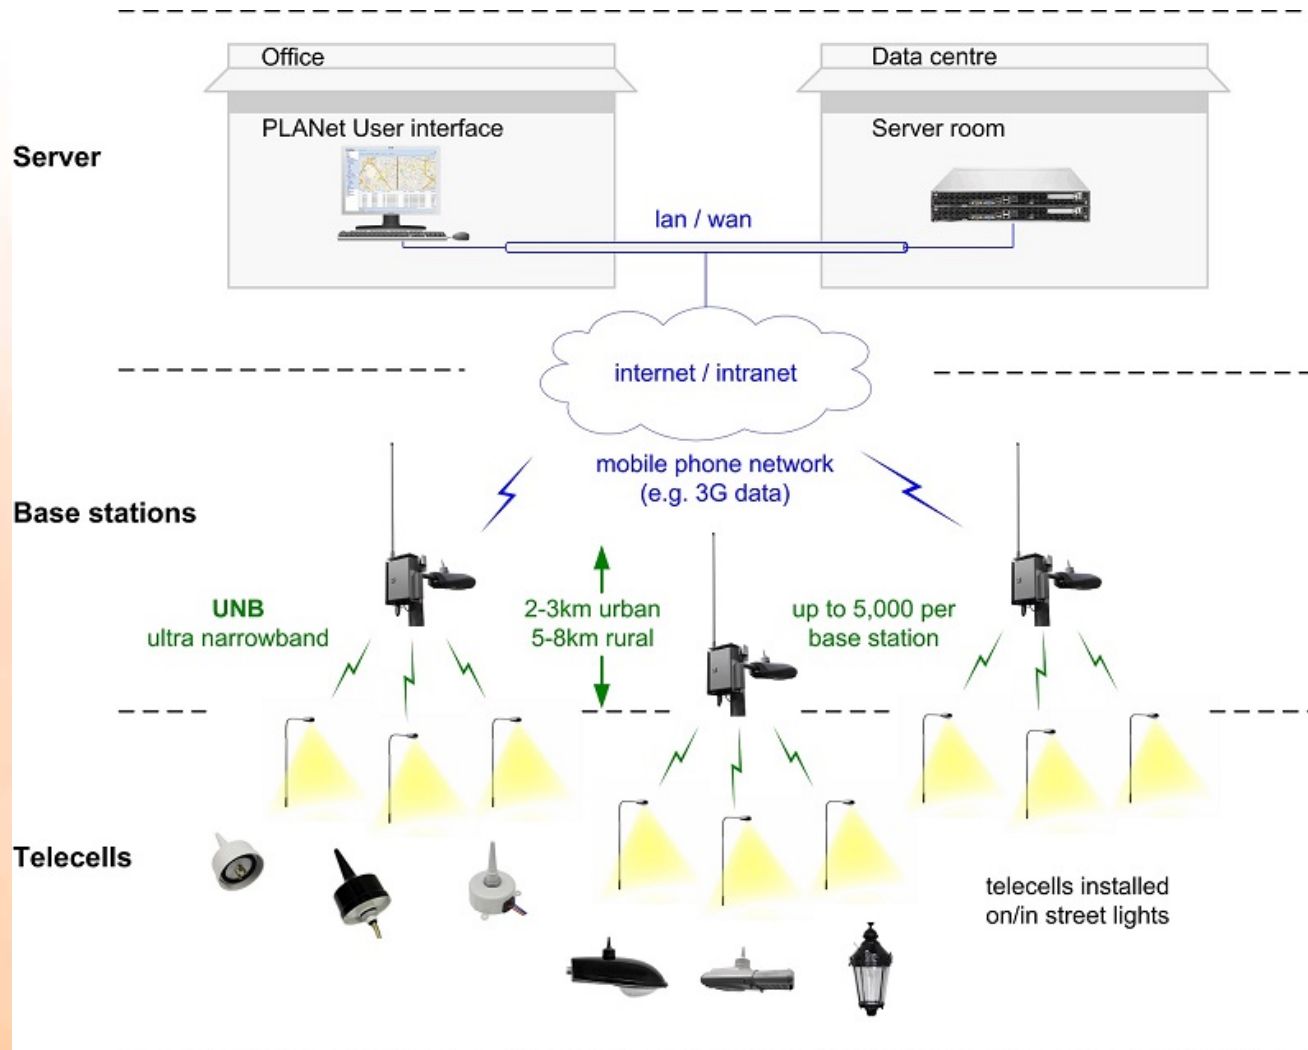 Office
Data centre
PLANet User interface
Server room
Server
lan / wan
internet / intranet
mobile phone network
(e.g. 3G data)
Base stations
UNB
ultra narrowband
2-3km urban
5-8km rural
up to 5,000 per
base station
Telecells
telecells installed
on/in street lights